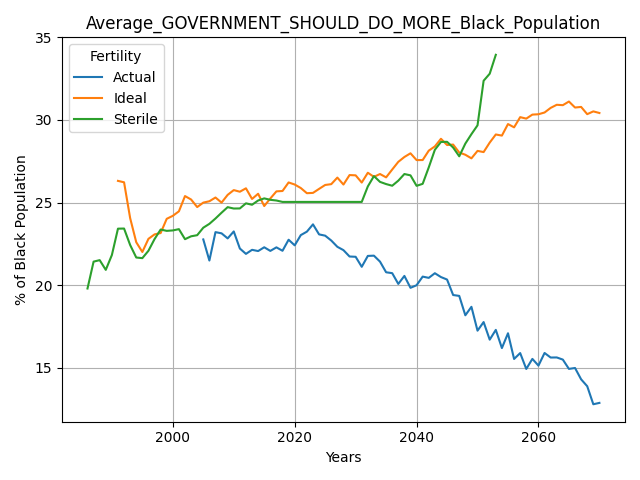 Average_GOVERNMENT_SHOULD_DO_MORE_Black_Population
Fertility
Actual
Ideal
Sterile
% of Black Population
35
30
25
20
15
2000
2020
2040
2060
Years